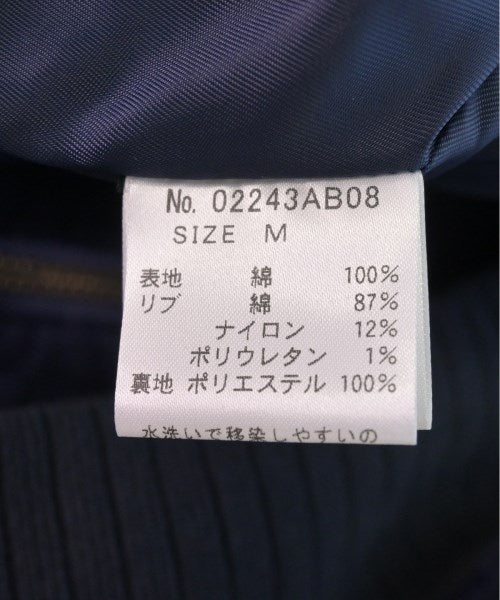 No. 02243AB08
SIZE M
表地 綿 100%
リブ 綿 87%
ナイロン 12%
ポリウレタン 1%
裏地 ポリエステル 100%
水洗いで移染しやすいの